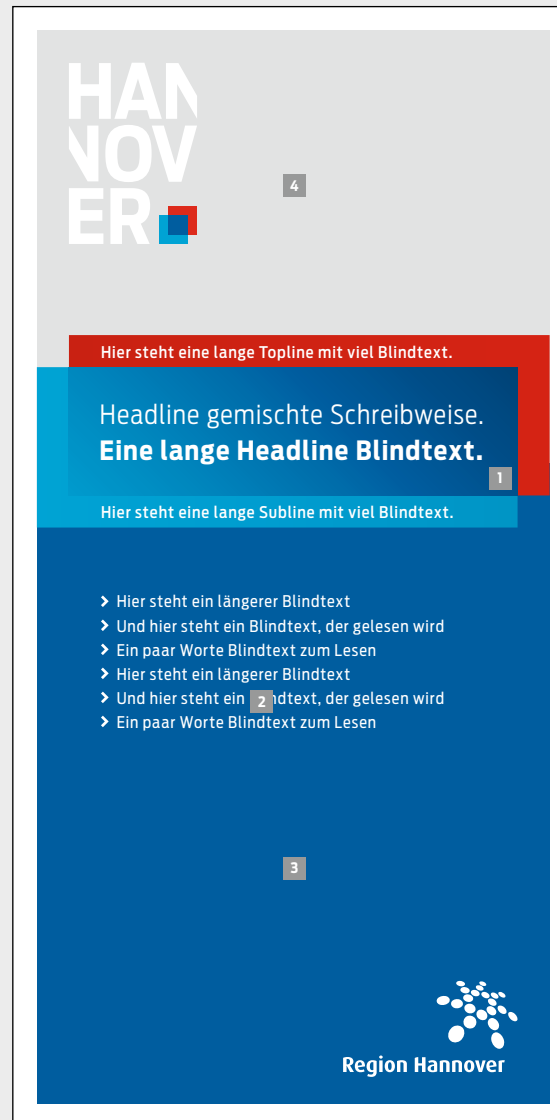 HAN
NOV
ER
4
Hier steht eine lange Topline mit viel Blindtext.
Headline gemischte Schreibweise.
Eine lange Headline Blindtext.
1
Hier steht eine lange Subline mit viel Blindtext.
Hier steht ein längerer Blindtext
Und hier steht ein Blindtext, der gelesen wird
Ein paar Worte Blindtext zum Lesen
Hier steht ein längerer Blindtext
Und hier steht ein 2 ndtext, der gelesen wird
Ein paar Worte Blindtext zum Lesen
3
Region Hannover